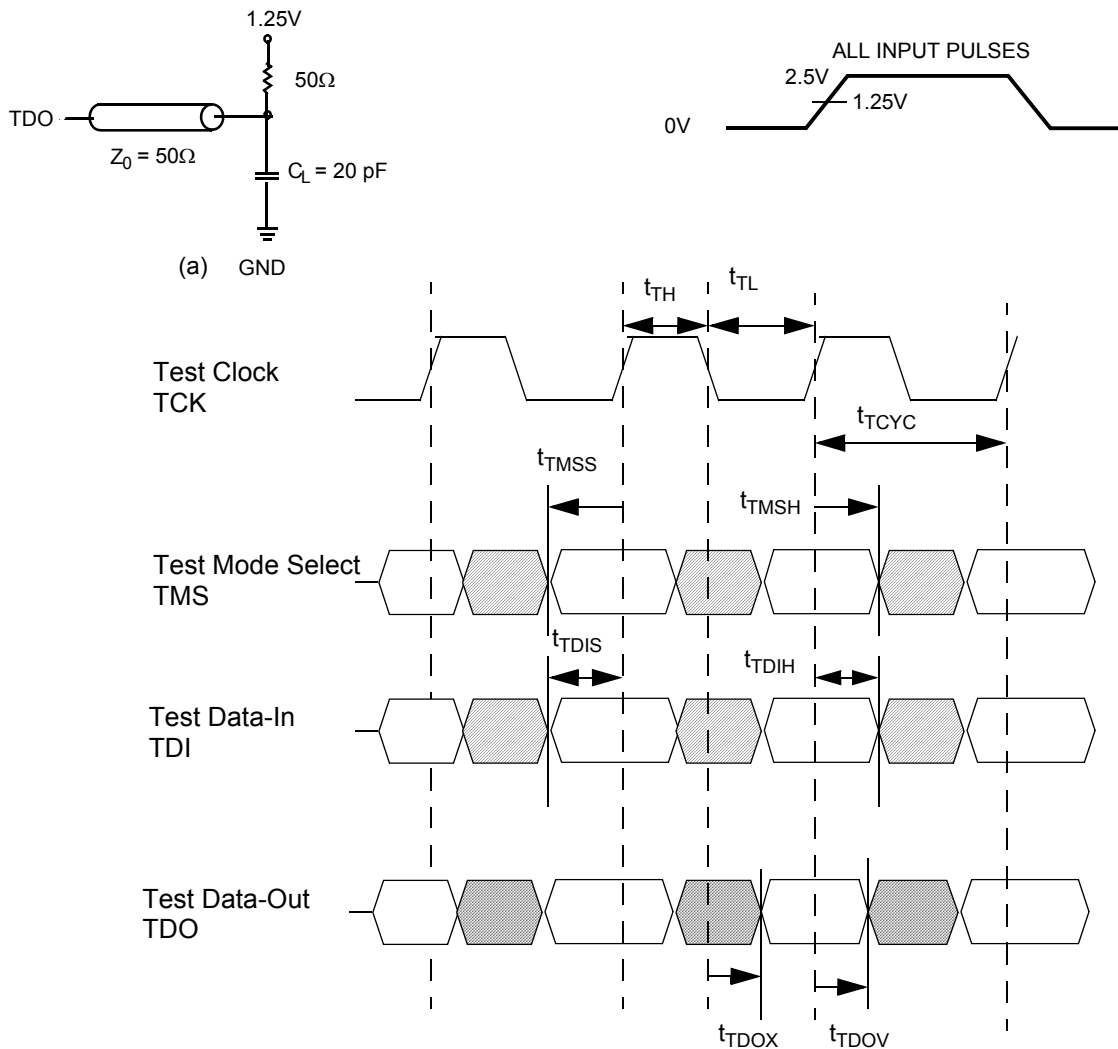 1.25V
50Ω
TDO
Z0 = 50Ω
CL = 20 pF
(a) GND
ALL INPUT PULSES
2.5V
1.25V
0V
tTH
tTL
Test Clock
TCK
tTCYC
tTMSS
tTMSH
Test Mode Select
TMS
tTDIS
tTDIH
Test Data-In
TDI
Test Data-Out
TDO
tTDOX
tTDOV